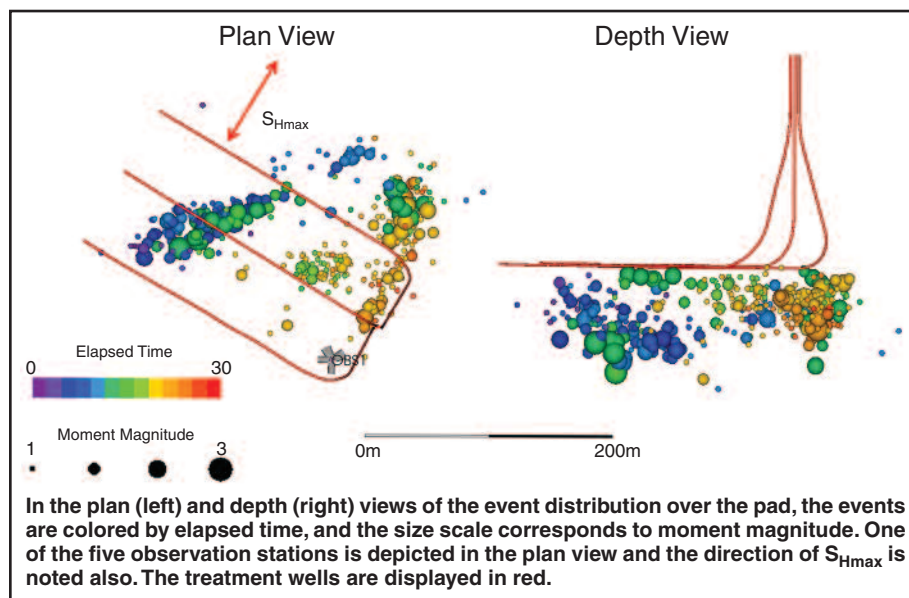 Plan View
Depth View
SHmax
OBS1
Elapsed Time
0 30
Moment Magnitude
1 3
0m 200m
In the plan (left) and depth (right) views of the event distribution over the pad, the events
are colored by elapsed time, and the size scale corresponds to moment magnitude. One
of the five observation stations is depicted in the plan view and the direction of SHmax is
noted also. The treatment wells are displayed in red.